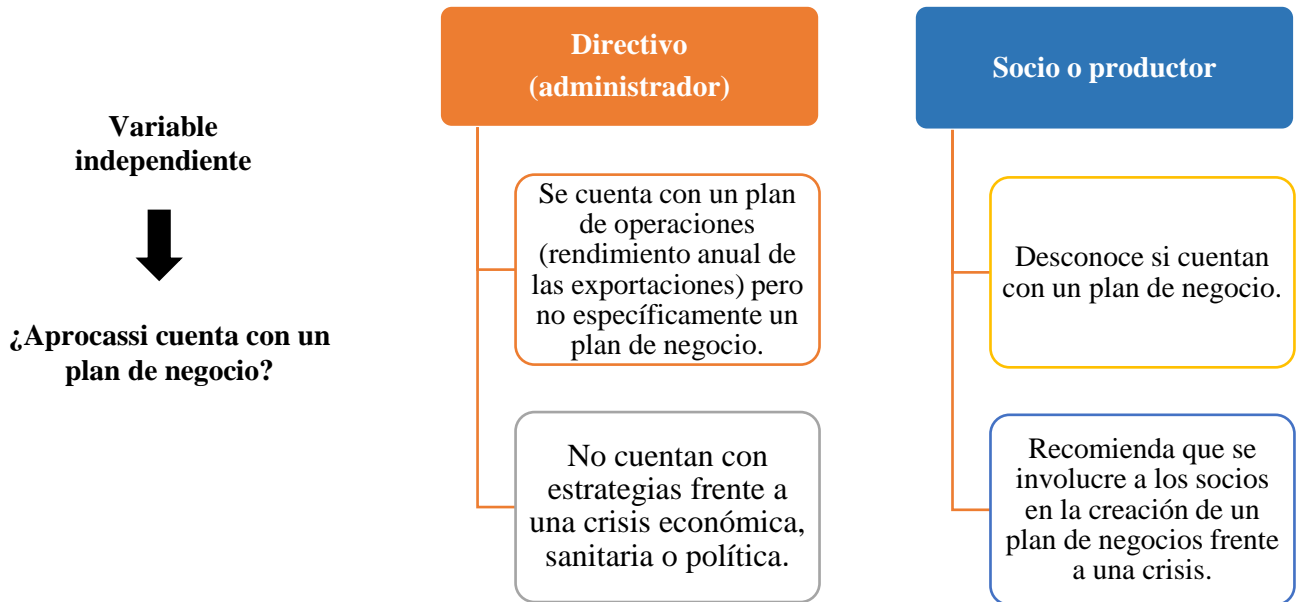 Variable
independiente
¿Aprocassi cuenta con un
plan de negocio?
Directivo
(administrador)
Se cuenta con un plan
de operaciones
(rendimiento anual de
las exportaciones) pero
no específicamente un
plan de negocio.
No cuentan con
estrategias frente a
una crisis económica,
sanitaria o política.
Socio o productor
Desconoce si cuentan
con un plan de negocio.
Recomienda que se
involucre a los socios
en la creación de un
plan de negocios frente
a una crisis.